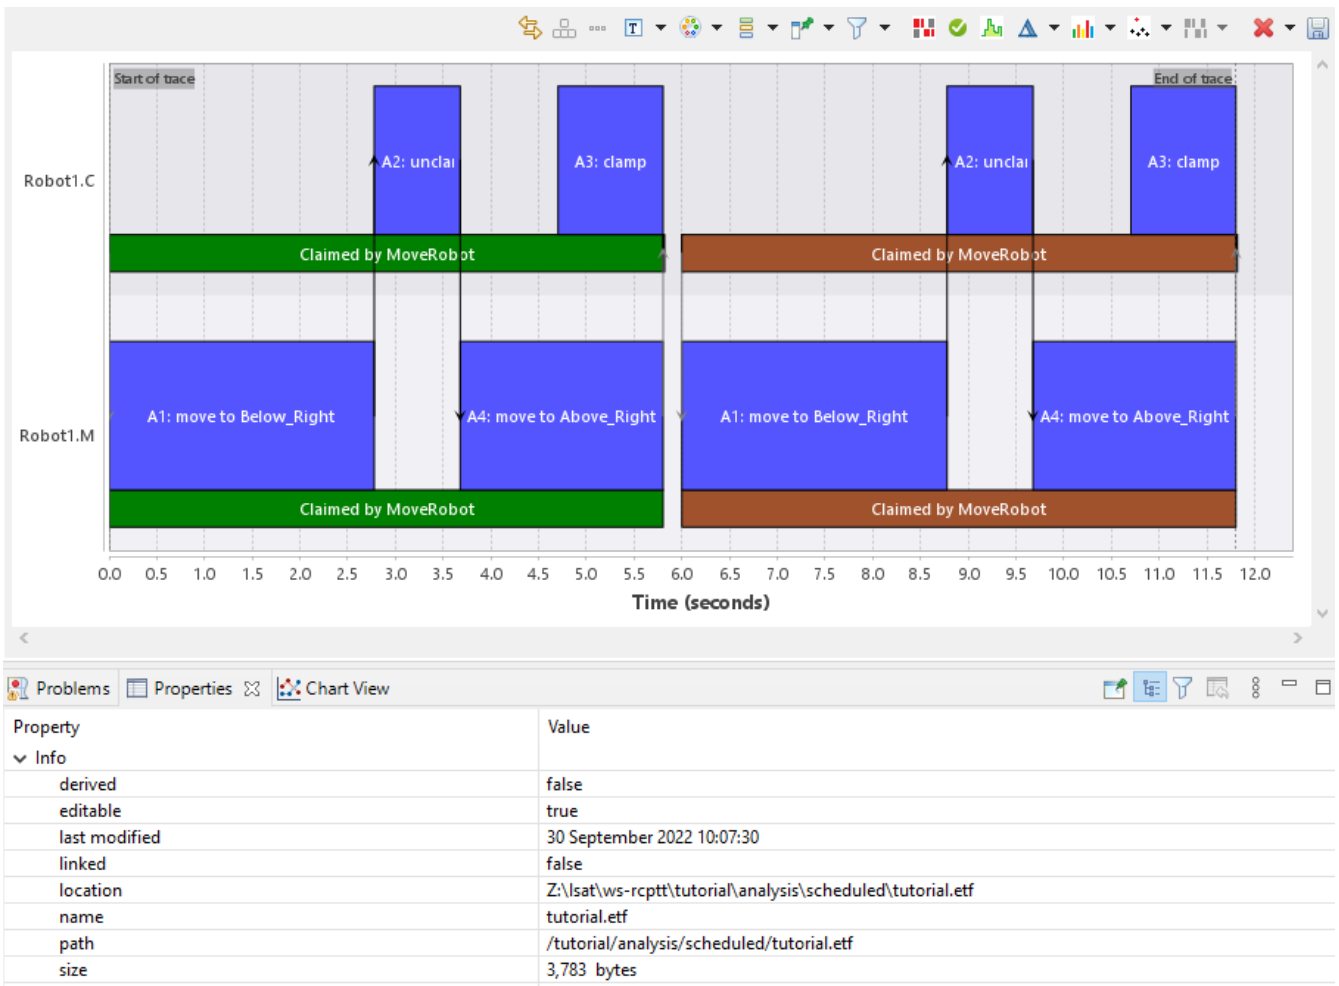 Start of trace
End of trace
Robot1.C
A2: unclar
A3: clamp
A2: unclar
A3: clamp
Claimed by MoveRobot
Claimed by MoveRobot
Robot1.M
A1: move to Below_Right
A4: move to Above_Right
A1: move to Below_Right
A4: move to Above_Right
Claimed by MoveRobot
Claimed by MoveRobot
0.0 0.5 1.0 1.5 2.0 2.5 3.0 3.5 4.0 4.5 5.0 5.5 6.0 6.5 7.0 7.5 8.0 8.5 9.0 9.5 10.0 10.5 11.0 11.5 12.0
Time (seconds)
Problems Properties Chart View
Property Value
Info
derived false
editable true
last modified 30 September 2022 10:07:30
linked false
location Z:\lsat\ws-rcptt\tutorial\analysis\scheduled\tutorial.etf
name tutorial.etf
path /tutorial/analysis/scheduled/tutorial.etf
size 3,783 bytes